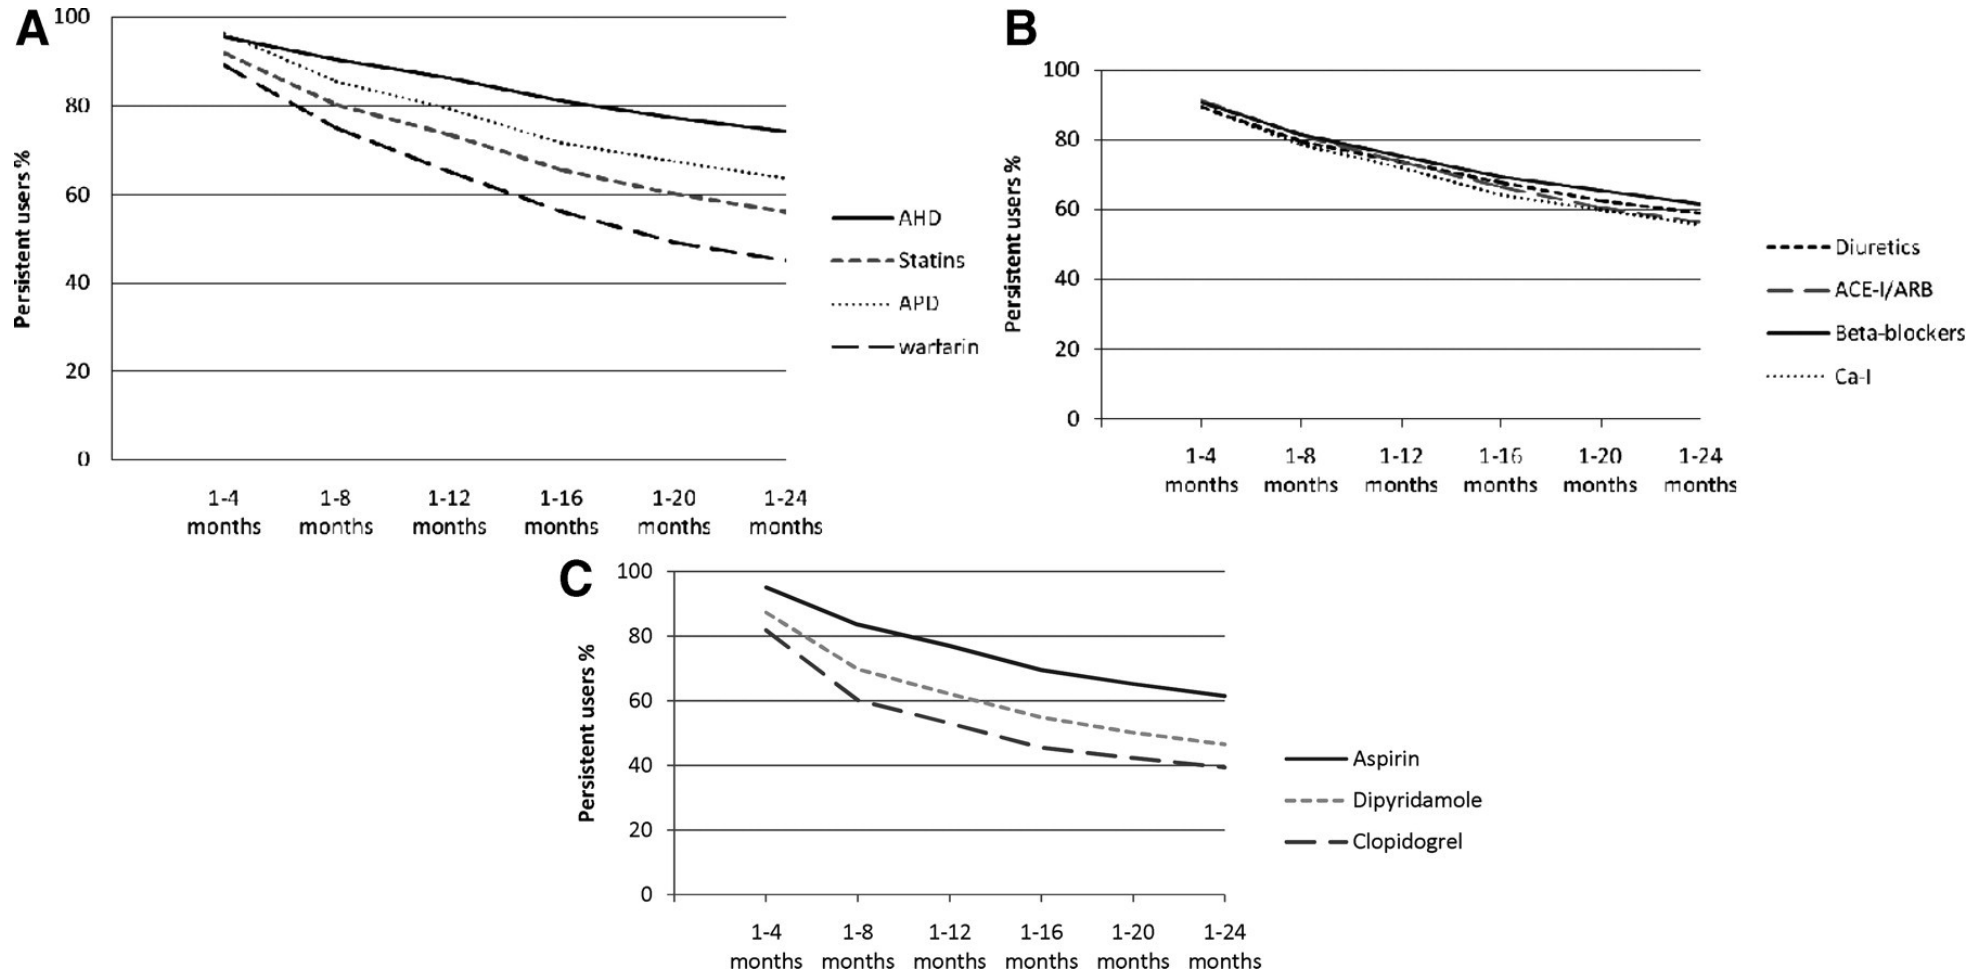 A
100
80
60
40
20
0
Persistent users %
1-4 months
1-8 months
1-12 months
1-16 months
1-20 months
1-24 months
AHD
Statins
APD
warfarin
B
100
80
60
40
20
0
Persistent users %
1-4 months
1-8 months
1-12 months
1-16 months
1-20 months
1-24 months
Diuretics
ACE-I/ARB
Beta-blockers
Ca-I
C
100
80
60
40
20
0
Persistent users %
1-4 months
1-8 months
1-12 months
1-16 months
1-20 months
1-24 months
Aspirin
Dipyridamole
Clopidogrel